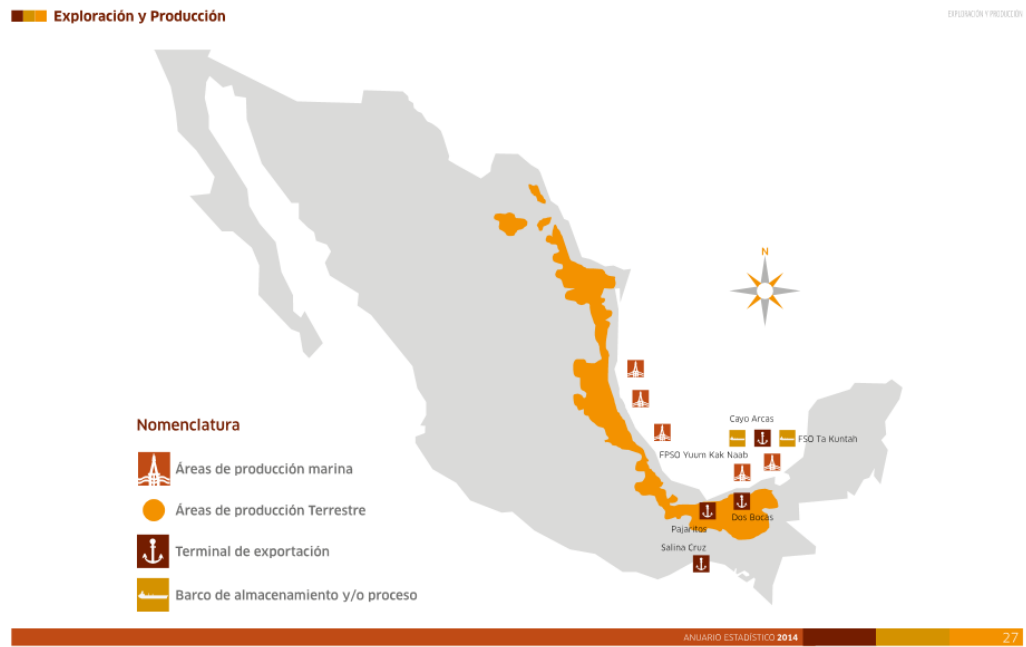 Exploración y Producción
EXPLORACIÓN Y PRODUCCIÓN
N
Cayo Arcas
FSO Ta Kuntah
FPSO Yuum Kak Naab
Dos Bocas
Pajaritos
Salina Cruz
Nomenclatura
Áreas de producción marina
Áreas de producción Terrestre
Terminal de exportación
Barco de almacenamiento y/o proceso
ANUARIO ESTADÍSTICO 2014
27